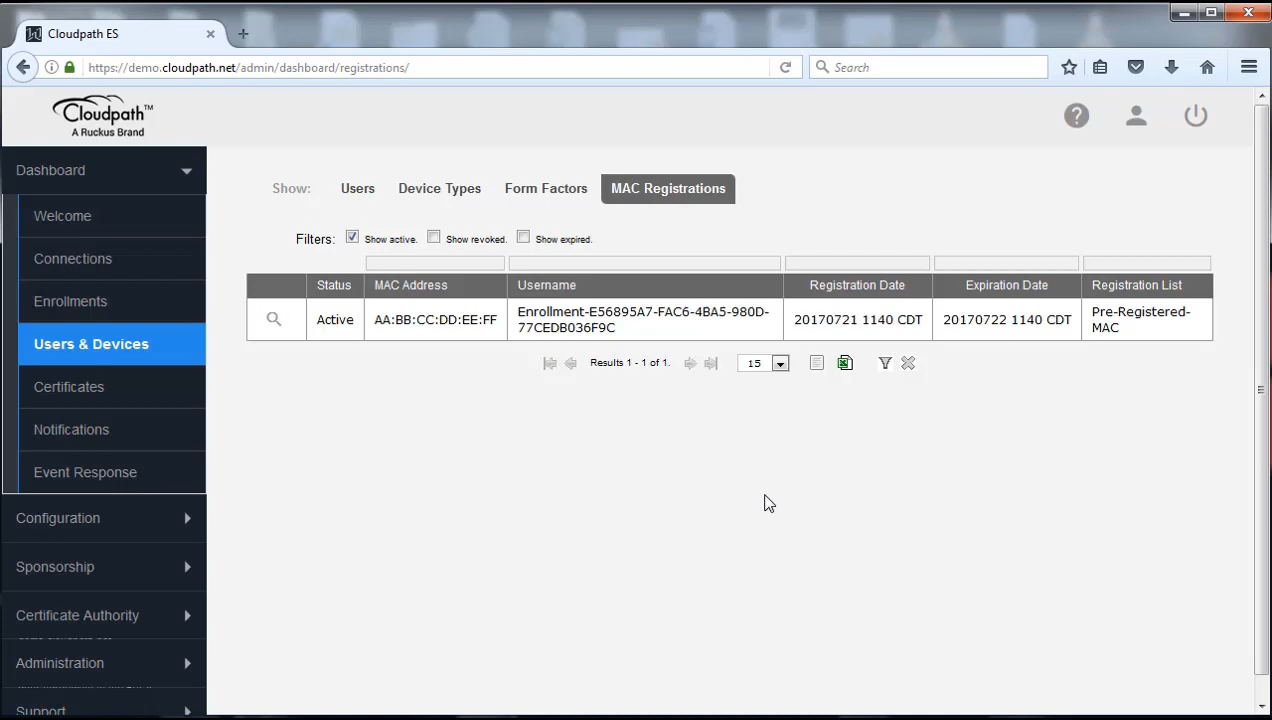 Cloudpath ES
https://demo.cloudpath.net/admin/dashboard/registrations/
Search
Cloudpath™
A Ruckus Brand
Dashboard
Welcome
Connections
Enrollments
Users & Devices
Certificates
Notifications
Event Response
Configuration
Sponsorship
Certificate Authority
Administration
Support
Show: Users Device Types Form Factors MAC Registrations
Filters: Show active. Show revoked. Show expired.
Status MAC Address Username Registration Date Expiration Date Registration List
Active AA:BB:CC:DD:EE:FF Enrollment-E56895A7-FAC6-4BA5-980D- 20170721 1140 CDT 20170722 1140 CDT Pre-Registered-
77CEDB036F9C MAC
Results 1 - 1 of 1. 15